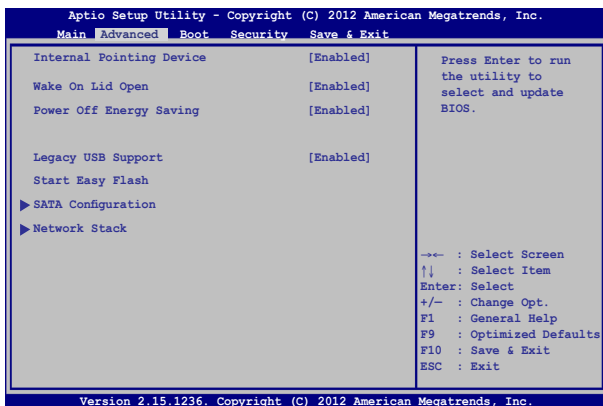 Aptio Setup Utility - Copyright (C) 2012 American Megatrends, Inc.
Main Advanced Boot Security Save & Exit
Internal Pointing Device [Enabled]
Wake On Lid Open [Enabled]
Power Off Energy Saving [Enabled]
Legacy USB Support [Enabled]
Start Easy Flash
SATA Configuration
Network Stack
Press Enter to run
the utility to
select and update
BIOS.
→← : Select Screen
↑↓ : Select Item
Enter: Select
+/— : Change Opt.
F1 : General Help
F9 : Optimized Defaults
F10 : Save & Exit
ESC : Exit
Version 2.15.1236. Copyright (C) 2012 American Megatrends, Inc.